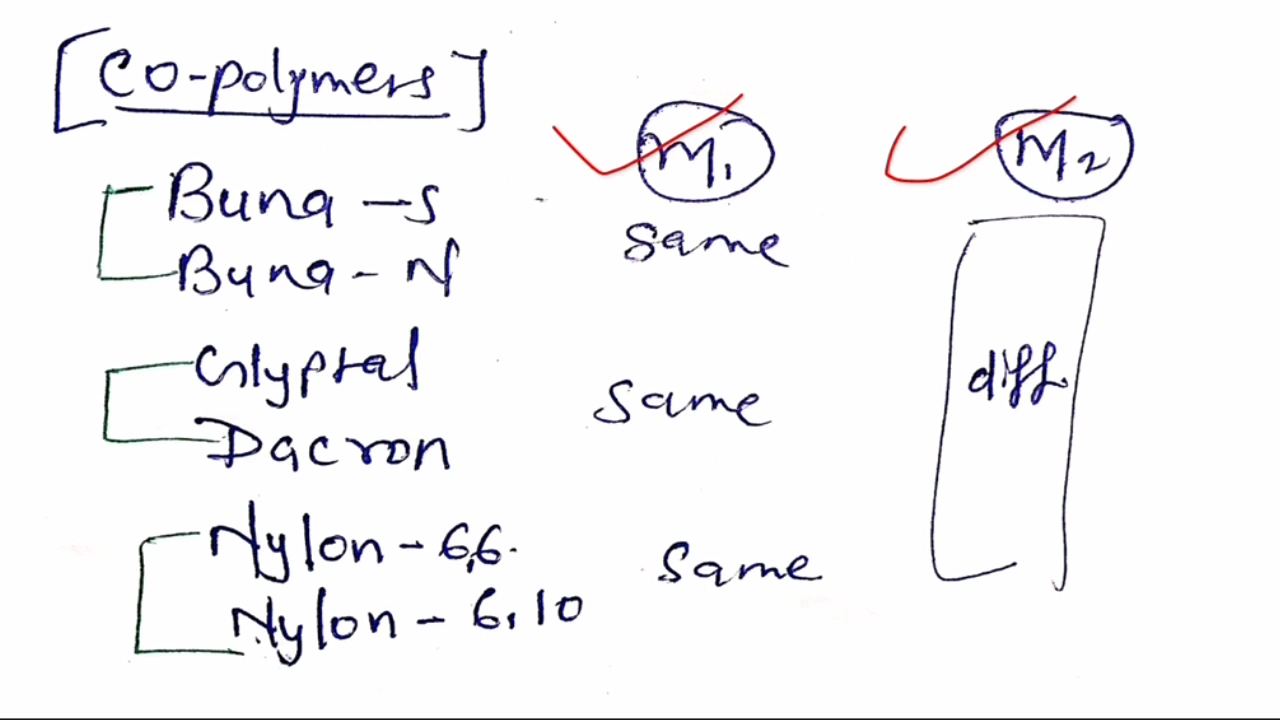 [Co-polymers]
M₁ M₂
Buna - S
same
Buna - N
Glyptal
diff
Same
Dacron
Nylon - 6,6.
Same
Nylon - 6,10